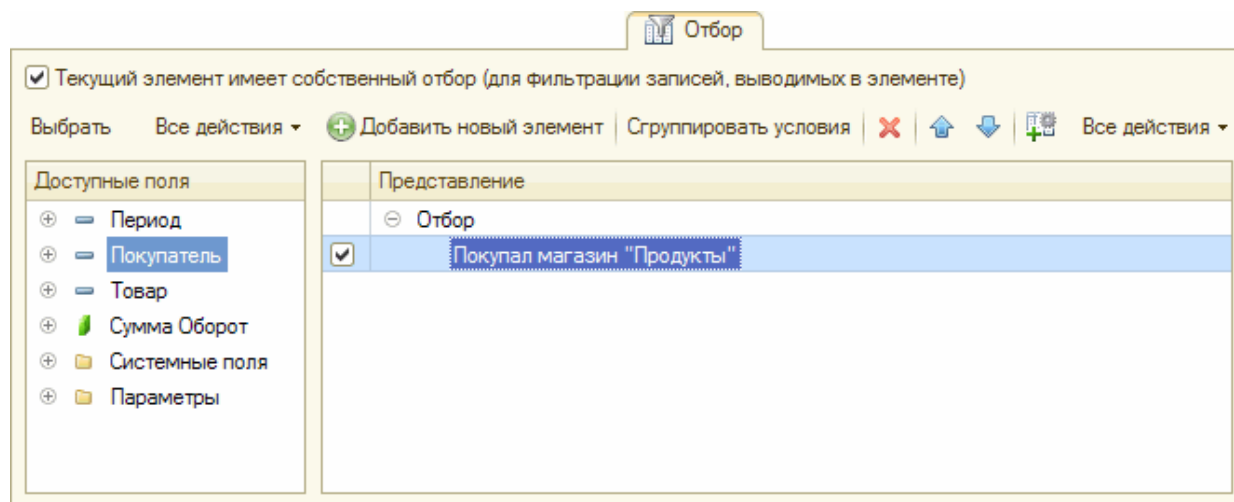 Отбор
Текущий элемент имеет собственный отбор (для фильтрации записей, выводимых в элементе)
Выбрать Все действия Добавить новый элемент Сгруппировать условия Все действия
Доступные поля Представление
Период Отбор
Покупатель Покупал магазин "Продукты"
Товар
Сумма Оборот
Системные поля
Параметры